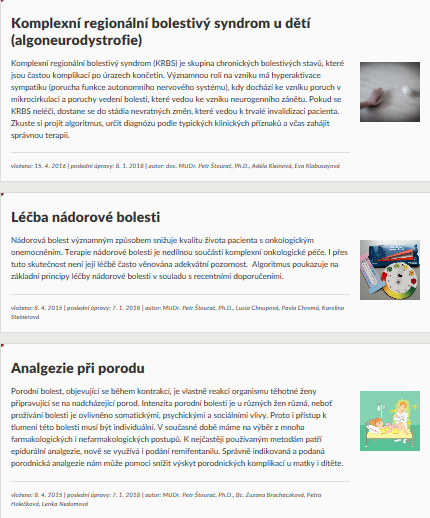 Komplexní regionální bolestivý syndrom u dětí
(algoneurodystrofie)
Komplexní regionální bolestivý syndrom (KRBS) je skupina chronických bolestivých stavů, které
jsou častou komplikací po úrazech končetin. Významnou roli na vzniku má hyperaktivace
sympatiku (porucha funkce autonomního nervového systému), kdy dochází ke vzniku poruch v
mikrocirkulaci a poruchy vedení bolesti, které vedou ke vzniku neurogenního zánětu. Pokud se
KRBS neléčí, dostane se do stádia nevratných změn, které vedou k trvalé invalidizaci pacienta.
Zkuste si projít algoritmus, určit diagnózu podle typických klinických příznaků a včas zahájit
správnou terapii.
vloženo: 15. 4. 2016 | poslední úpravy: 8. 1. 2018 | autor: doc. MUDr. Petr Štourač, Ph.D., Adéla Kleinová, Eva Klabusayová
Léčba nádorové bolesti
Nádorová bolest významným způsobem snižuje kvalitu života pacienta s onkologickým
onemocněním. Terapie nádorové bolesti je nedílnou součástí komplexní onkologické péče. I přes
tuto skutečnost není její léčbě často věnována adekvátní pozornost. Algoritmus poukazuje na
základní principy léčby nádorové bolesti v souladu s recentními doporučeními.
vloženo: 8. 4. 2015 | poslední úpravy: 7. 1. 2018 | autor: MUDr. Petr Štourač, Ph.D., Lucia Chnapová, Pavla Chromá, Karolína
Steinerová
Analgezie při porodu
Porodní bolest, objevující se během kontrakcí, je vlastně reakcí organismu těhotné ženy
připravující se na nadcházející porod. Intenzita porodní bolesti je u různých žen různá, neboť
prožívání bolesti je ovlivněno somatickými, psychickými a sociálními vlivy. Proto i přístup k
tlumení této bolesti musí být individuální. V současné době máme na výběr z mnoha
farmakologických i nefarmakologických postupů. K nejčastěji používaným metodám patří
epidurální analgezie, nově se využívá i podání remifentanilu. Správně indikovaná a podaná
porodnická analgezie nám může pomoci snížit výskyt porodnických komplikací u matky i dítěte.
vloženo: 8. 4. 2015 | poslední úpravy: 7. 1. 2018 | autor: MUDr. Petr Štourač, Ph.D., Bc. Zuzana Brachaczková, Petra
Holečková, Lenka Nedomová